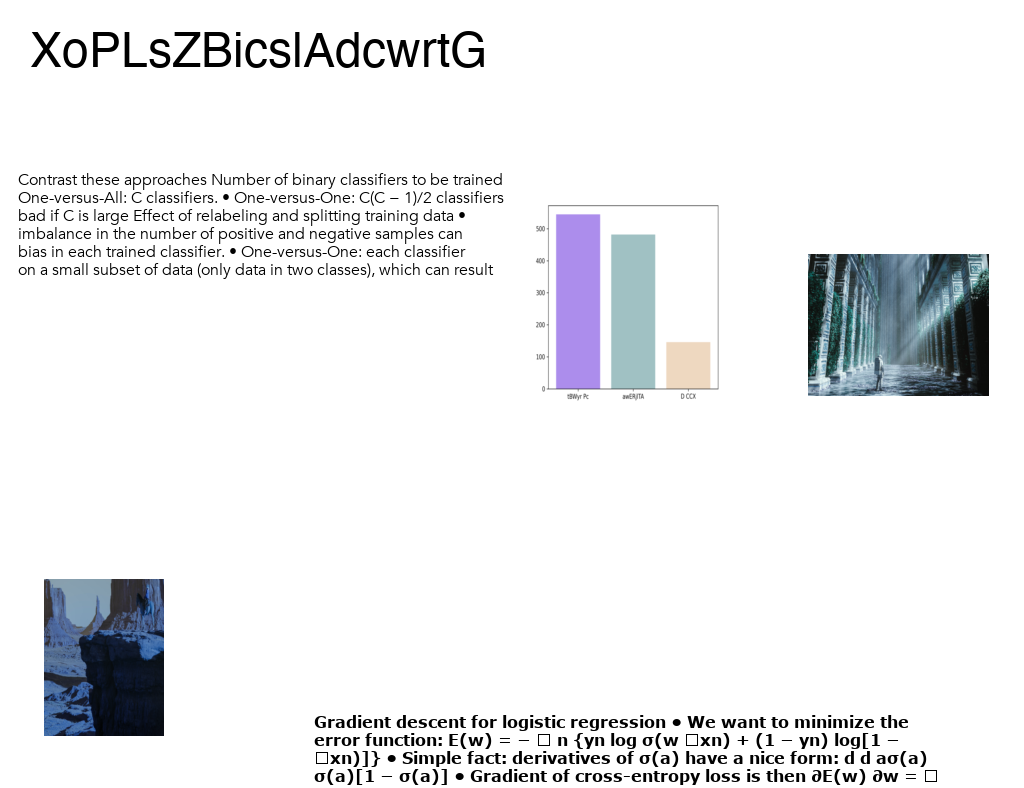 XoPLsZBicslAdcwrtG
Contrast these approaches Number of binary classifiers to be trained
One-versus-All: C classifiers. • One-versus-One: C(C − 1)/2 classifiers
bad if C is large Effect of relabeling and splitting training data •
imbalance in the number of positive and negative samples can
bias in each trained classifier. • One-versus-One: each classifier
on a small subset of data (only data in two classes), which can result
500
400
300
200
100
0
tBWyr Pc awERJITA D CCX
Gradient descent for logistic regression • We want to minimize the
error function: E(w) = − □ n {yn log σ(w □xn) + (1 − yn) log[1 −
□xn)]} • Simple fact: derivatives of σ(a) have a nice form: d d aσ(a)
σ(a)[1 − σ(a)] • Gradient of cross-entropy loss is then ∂E(w) ∂w = □